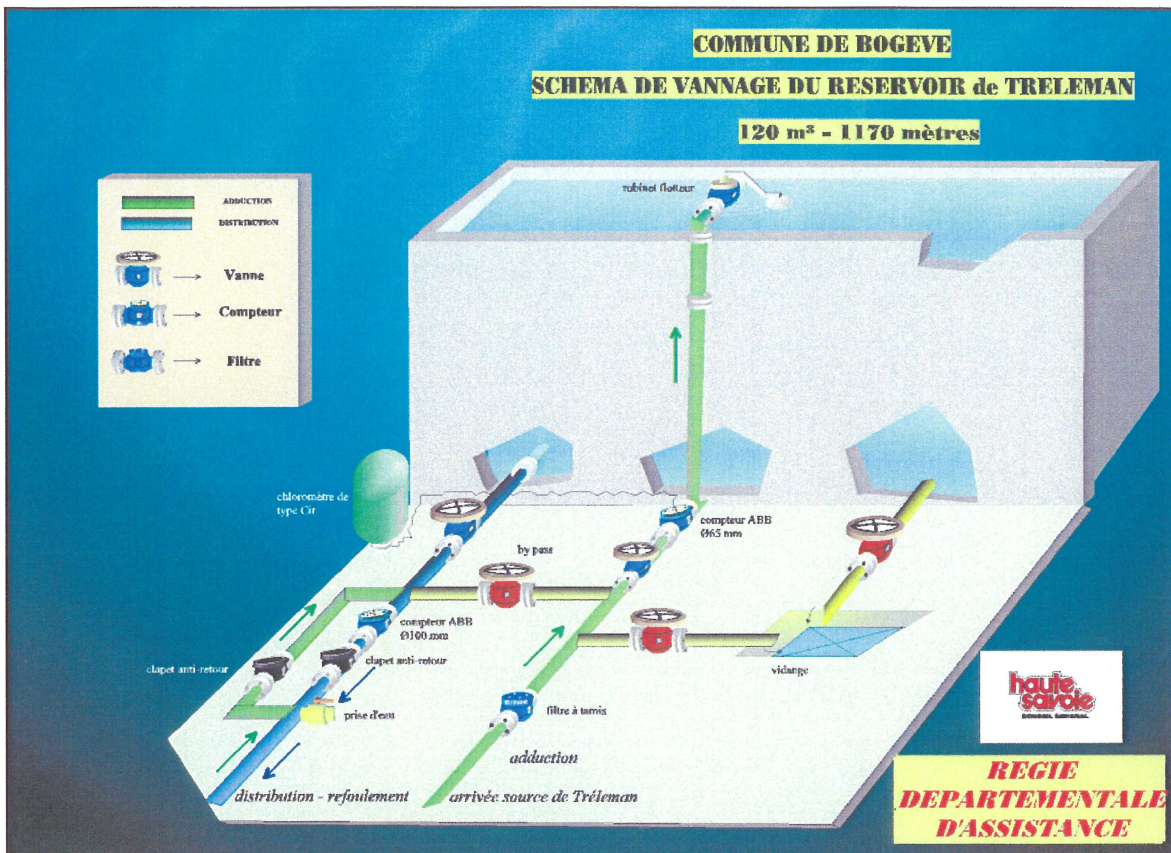 COMMUNE DE BOGEVE
SCHEMA DE VANNAGE DU RESERVOIR de TRELEMAN
120 m³ - 1170 mètres
ADDUCTION
DISTRIBUTION
Vanne
Compteur
Filtre
robinet flotteur
chloromètre de
type Cir
compteur ABB
Ø65 mm
by pass
compteur ABB
Ø100 mm
clapet anti-retour
clapet anti-retour
vidange
prise d'eau
filtre à tamis
adduction
distribution - refoulement
arrivée source de Tréleman
haute
savoie
CONSEIL GENERAL
REGIE
DEPARTEMENTALE
D'ASSISTANCE